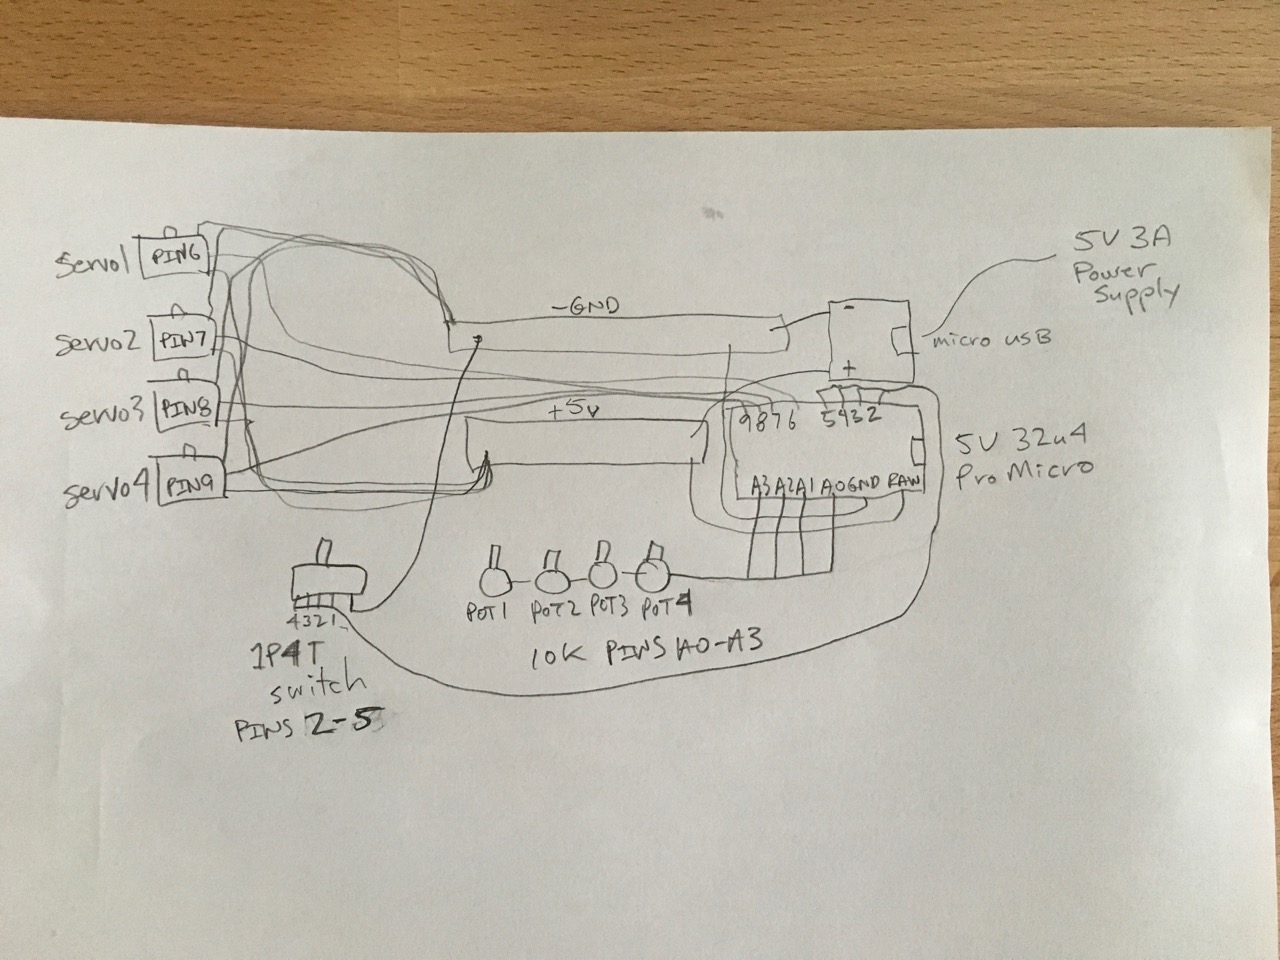 servo1
PIN6
servo2
PIN7
servo3
PIN8
servo4
PIN9
-GND
+5v
-
+
5V 3A
Power
Supply
micro USB
9876
5432
A3 A2 A1 A0 GND RAW
5V 32u4
Pro Micro
4321
1P4T
switch
PINS 2-5
POT1 POT2 POT3 POT4
10K PINS A0-A3